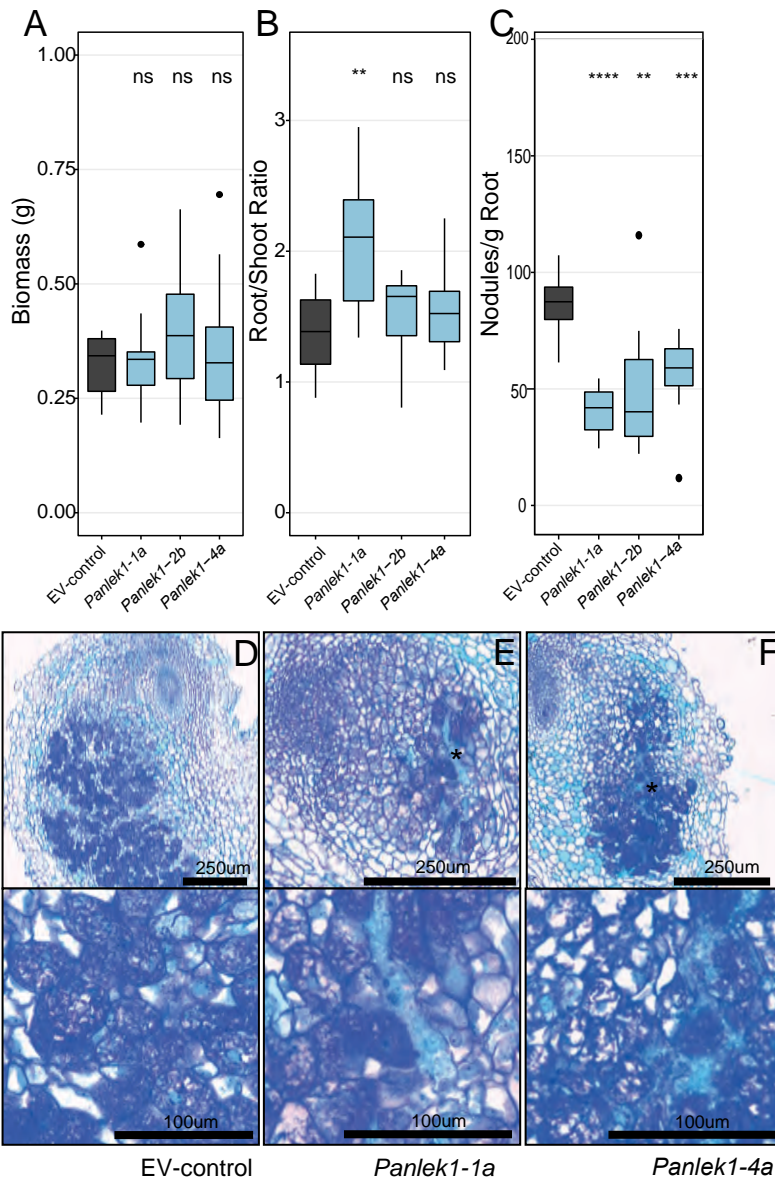 A
B
C
Biomass (g)
1.00
0.75
0.50
0.25
0.00
ns ns ns
EV-control
Panlek1-1a
Panlek1−2b
Panlek1−4a
Root/Shoot Ratio
3
2
1
0
** ns ns
EV-control
Panlek1-1a
Panlek1−2b
Panlek1−4a
Nodules/g Root
200
150
100
50
0
**** ** ***
EV-control
Panlek1-1a
Panlek1−2b
Panlek1−4a
D
250um
E
*
250um
F
*
250um
100um
100um
100um
EV-control
Panlek1-1a
Panlek1-4a